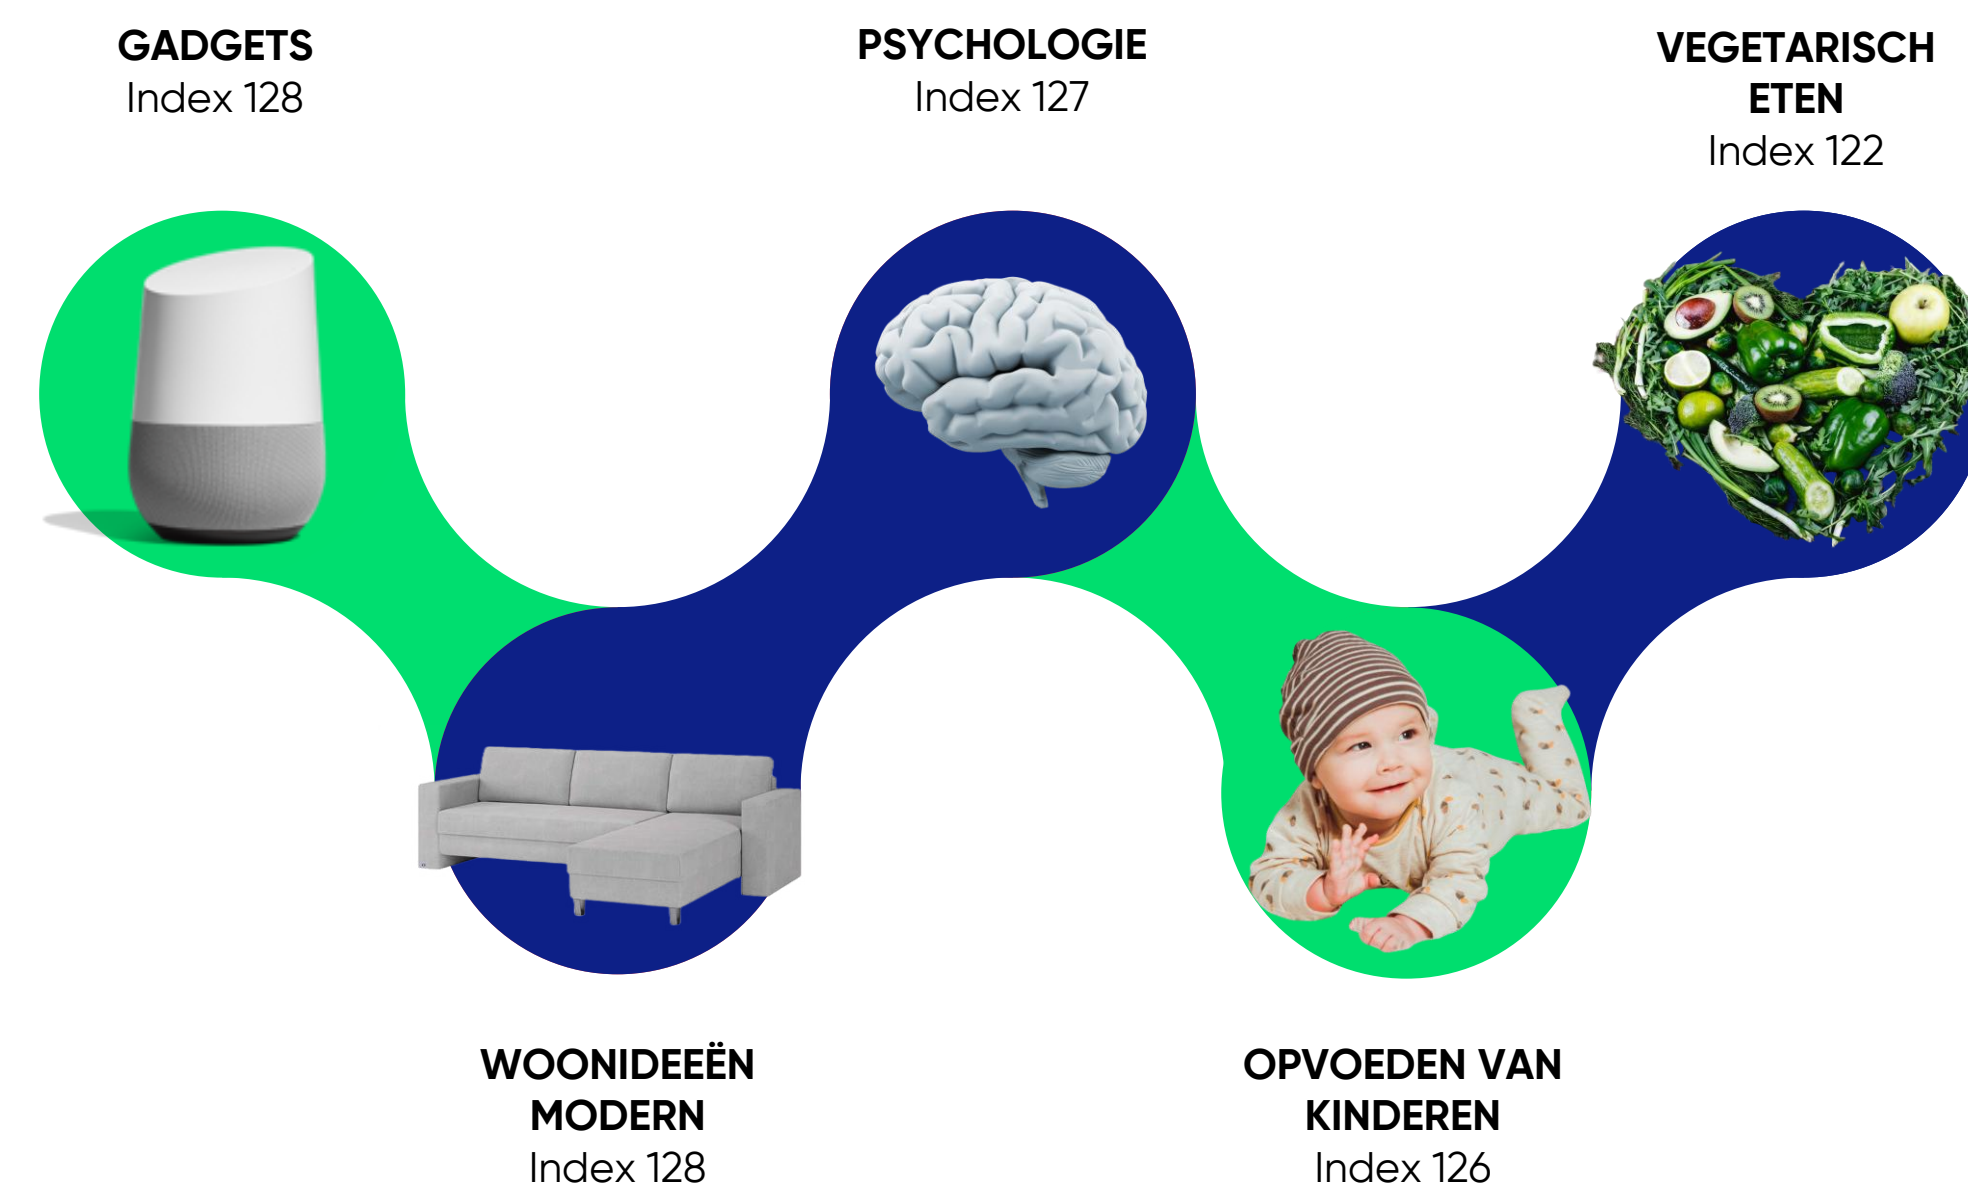 GADGETS
Index 128
PSYCHOLOGIE
Index 127
VEGETARISCH
ETEN
Index 122
WOONIDEEËN
MODERN
Index 128
OPVOEDEN VAN
KINDEREN
Index 126